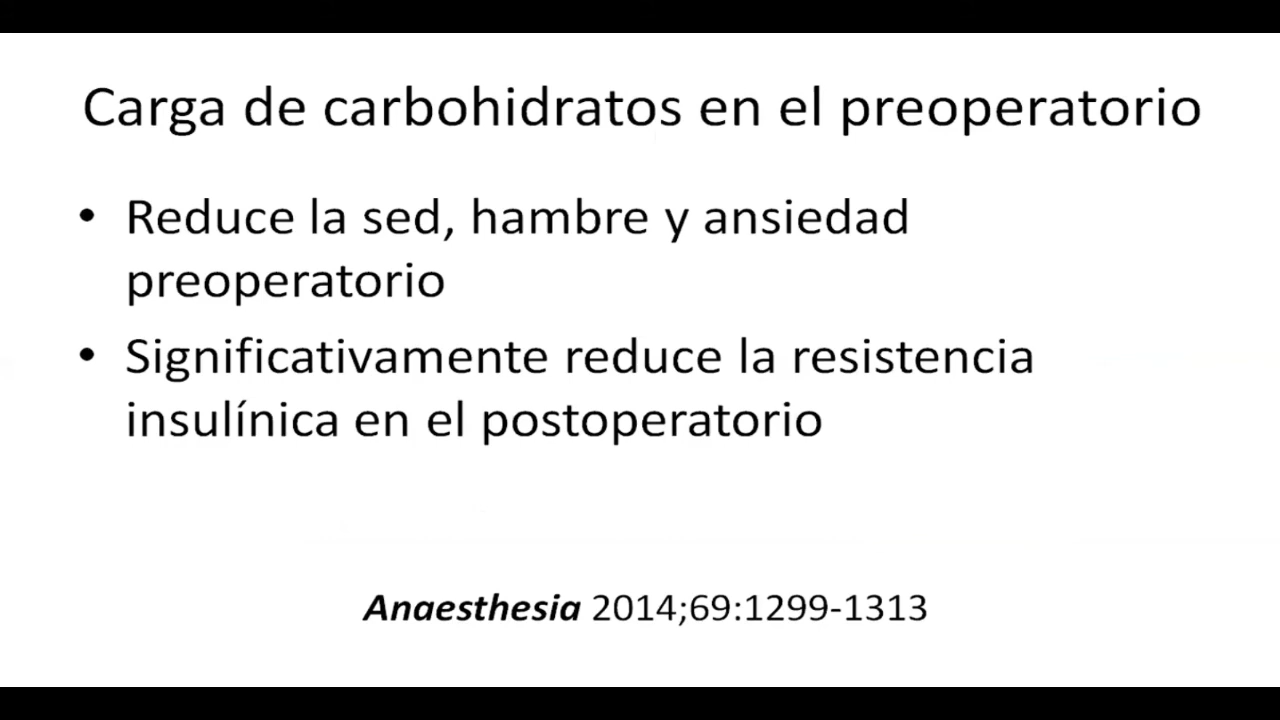 Carga de carbohidratos en el preoperatorio
• Reduce la sed, hambre y ansiedad
preoperatorio
• Significativamente reduce la resistencia
insulínica en el postoperatorio
Anaesthesia 2014;69:1299-1313